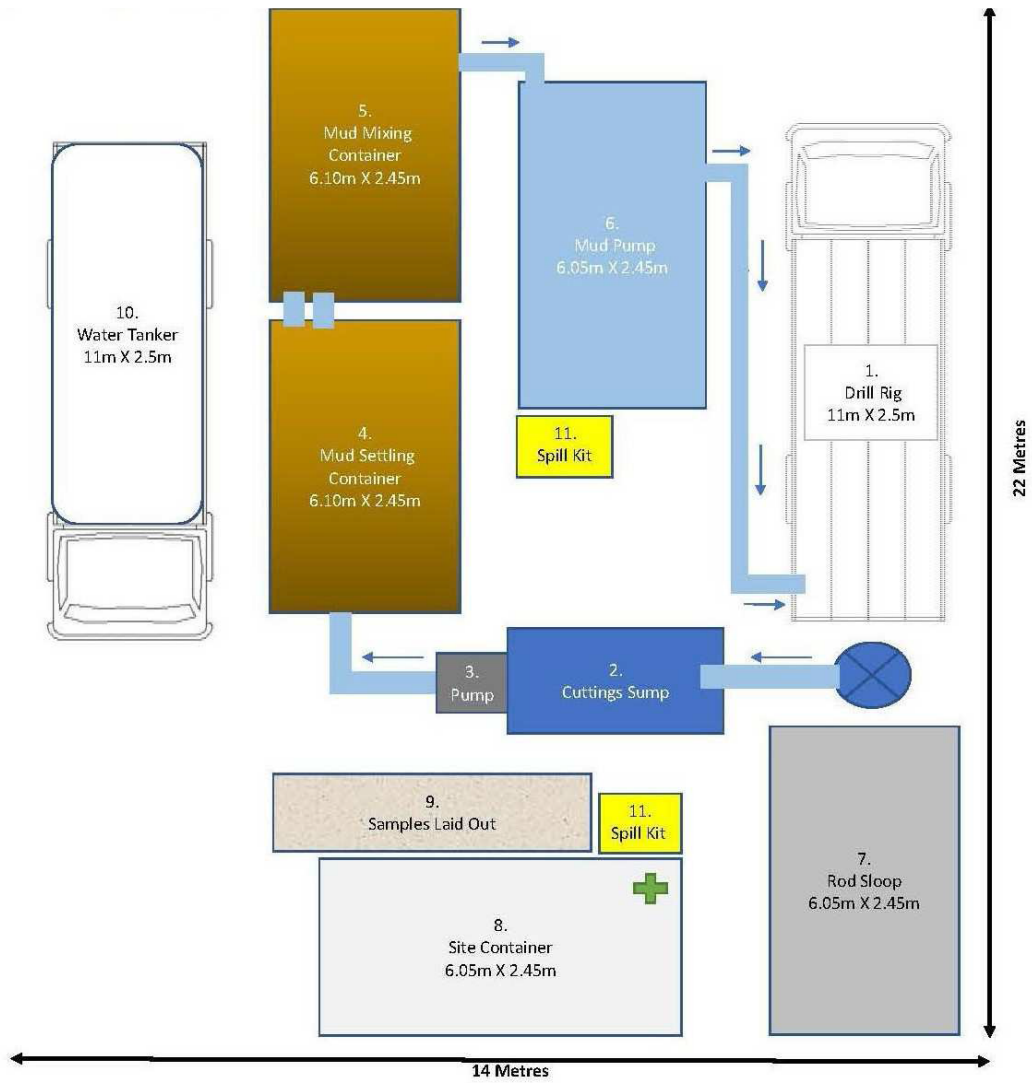 5.
Mud Mixing
Container
6.10m X 2.45m
6.
Mud Pump
6.05m X 2.45m
10.
Water Tanker
11m X 2.5m
1.
Drill Rig
11m X 2.5m
4.
Mud Settling
Container
6.10m X 2.45m
11.
Spill Kit
22 Metres
3.
Pump
2.
Cuttings Sump
9.
Samples Laid Out
11.
Spill Kit
7.
Rod Sloop
6.05m X 2.45m
8.
Site Container
6.05m X 2.45m
14 Metres